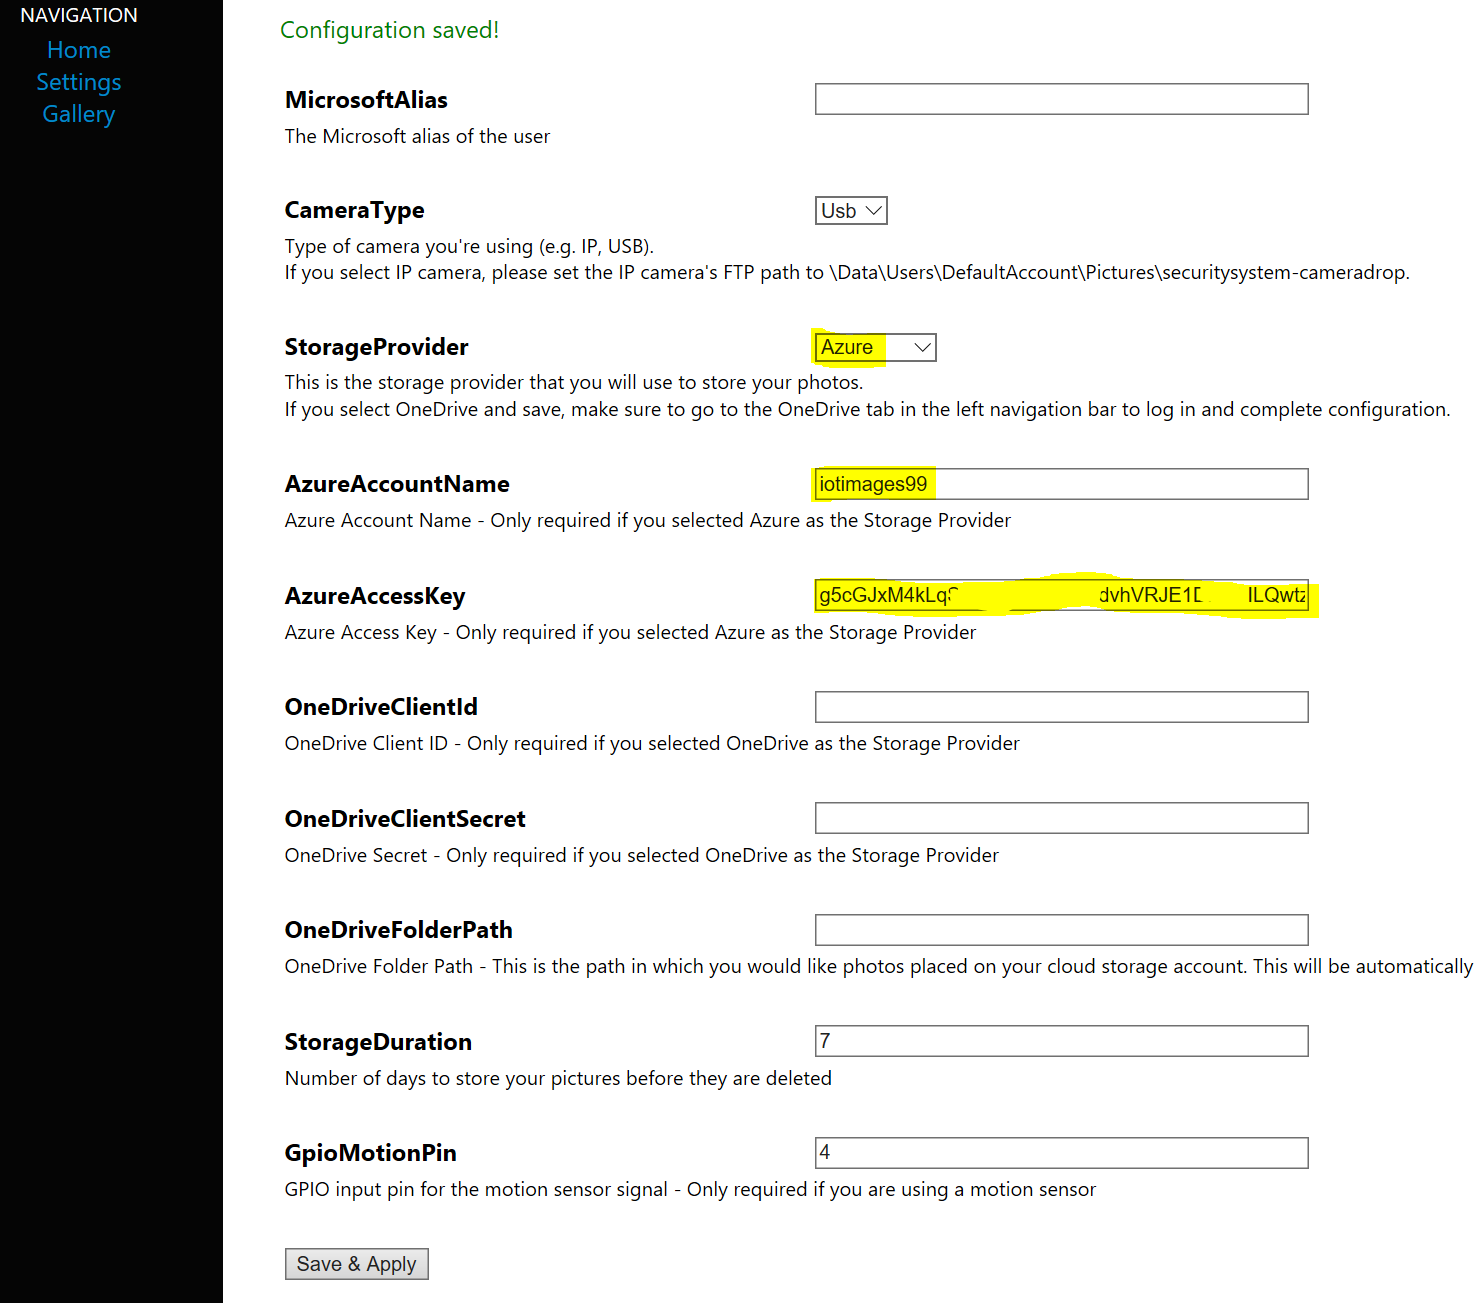 NAVIGATION
Home
Settings
Gallery
Configuration saved!
MicrosoftAlias
The Microsoft alias of the user
CameraType
Usb
Type of camera you're using (e.g. IP, USB).
If you select IP camera, please set the IP camera's FTP path to \Data\Users\DefaultAccount\Pictures\securitysystem-cameradrop.
StorageProvider
Azure
This is the storage provider that you will use to store your photos.
If you select OneDrive and save, make sure to go to the OneDrive tab in the left navigation bar to log in and complete configuration.
AzureAccountName
iotimages99
Azure Account Name - Only required if you selected Azure as the Storage Provider
AzureAccessKey
Azure Access Key - Only required if you selected Azure as the Storage Provider
OneDriveClientId
OneDrive Client ID - Only required if you selected OneDrive as the Storage Provider
OneDriveClientSecret
OneDrive Secret - Only required if you selected OneDrive as the Storage Provider
OneDriveFolderPath
OneDrive Folder Path - This is the path in which you would like photos placed on your cloud storage account. This will be automatically
StorageDuration
7
Number of days to store your pictures before they are deleted
GpioMotionPin
4
GPIO input pin for the motion sensor signal - Only required if you are using a motion sensor
Save & Apply